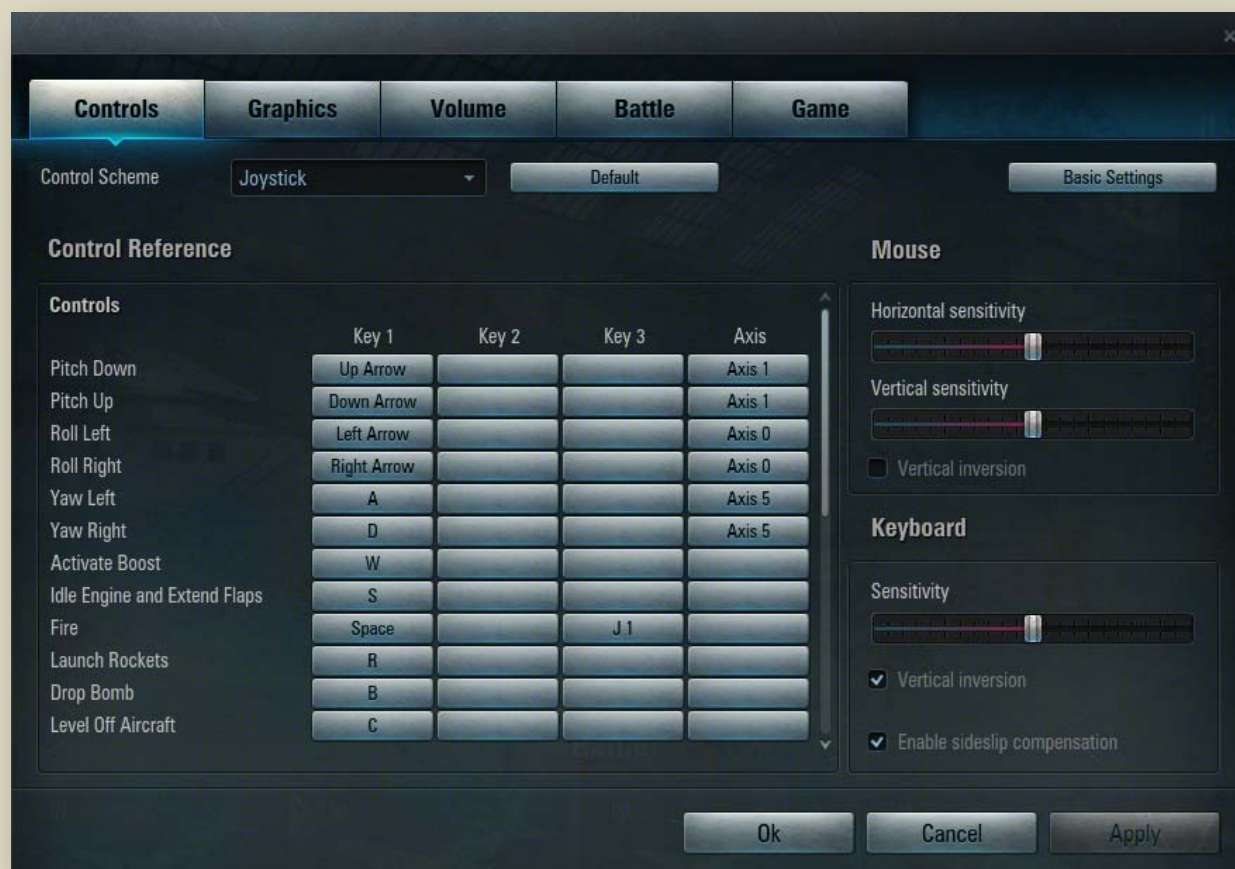 Controls Graphics Volume Battle Game
Control Scheme Joystick Default Basic Settings
Control Reference
Controls
Key 1 Key 2 Key 3 Axis
Pitch Down Up Arrow Axis 1
Pitch Up Down Arrow Axis 1
Roll Left Left Arrow Axis 0
Roll Right Right Arrow Axis 0
Yaw Left A Axis 5
Yaw Right D Axis 5
Activate Boost W
Idle Engine and Extend Flaps S
Fire Space J 1
Launch Rockets R
Drop Bomb B
Level Off Aircraft C
Mouse
Horizontal sensitivity
Vertical sensitivity
Vertical inversion
Keyboard
Sensitivity
Vertical inversion
Enable sideslip compensation
Ok Cancel Apply